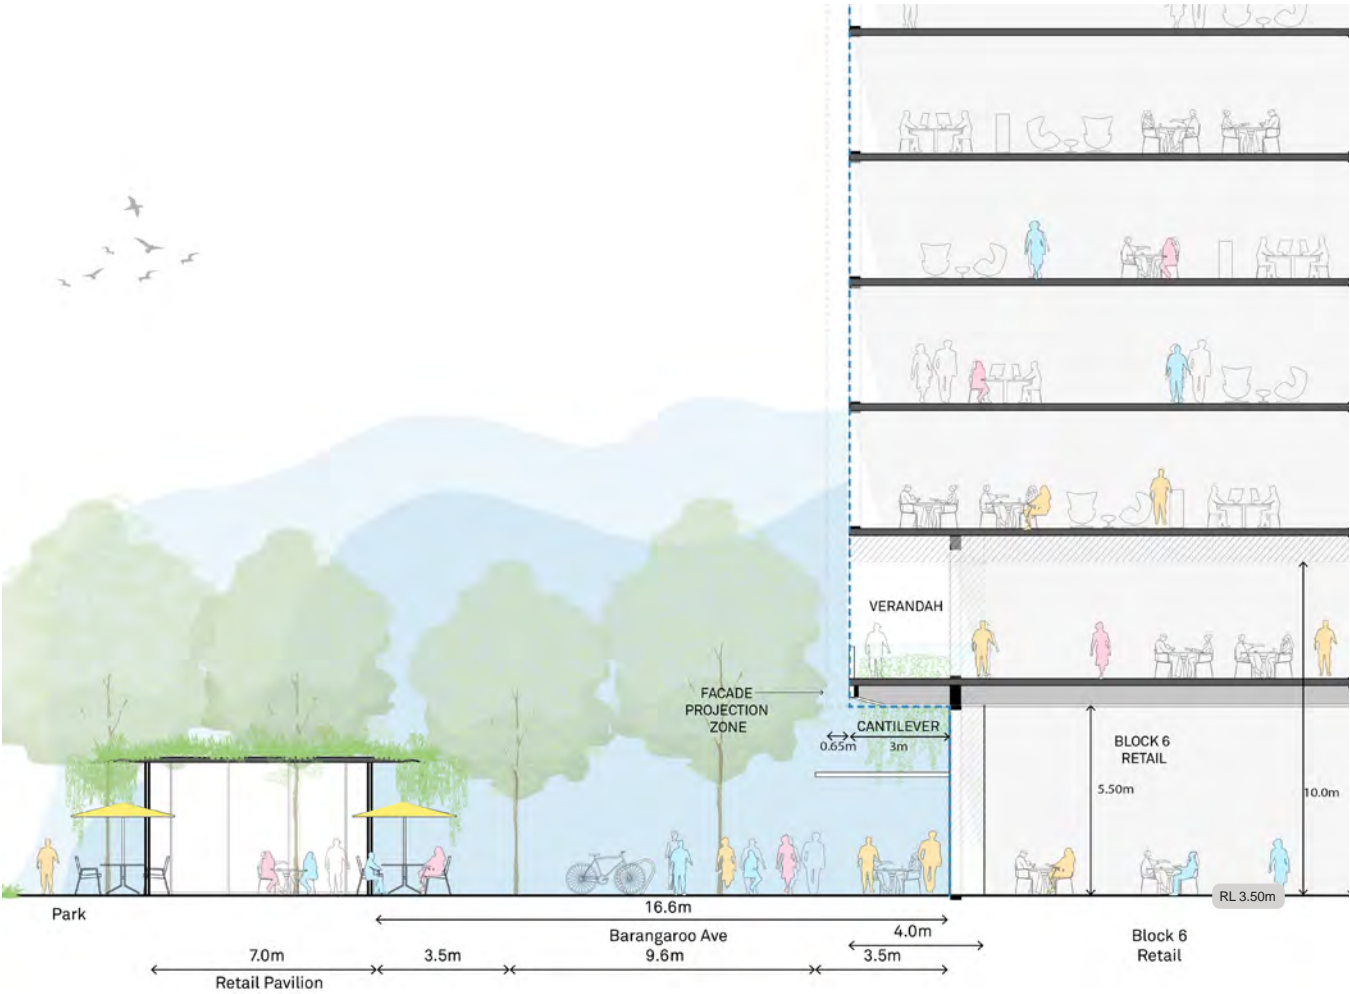 VERANDAH
FACADE
PROJECTION
ZONE
CANTILEVER
0.65m
3m
BLOCK 6
RETAIL
5.50m
10.0m
RL 3.50m
Park
16.6m
Barangaroo Ave
4.0m
7.0m
3.5m
9.6m
3.5m
Retail Pavilion
Block 6
Retail